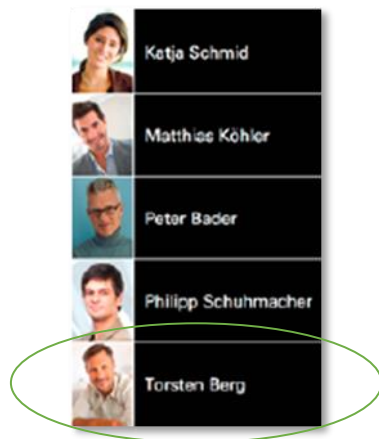 Katja Schmid
Matthias Köhler
Peter Bader
Philipp Schuhmacher
Torsten Berg